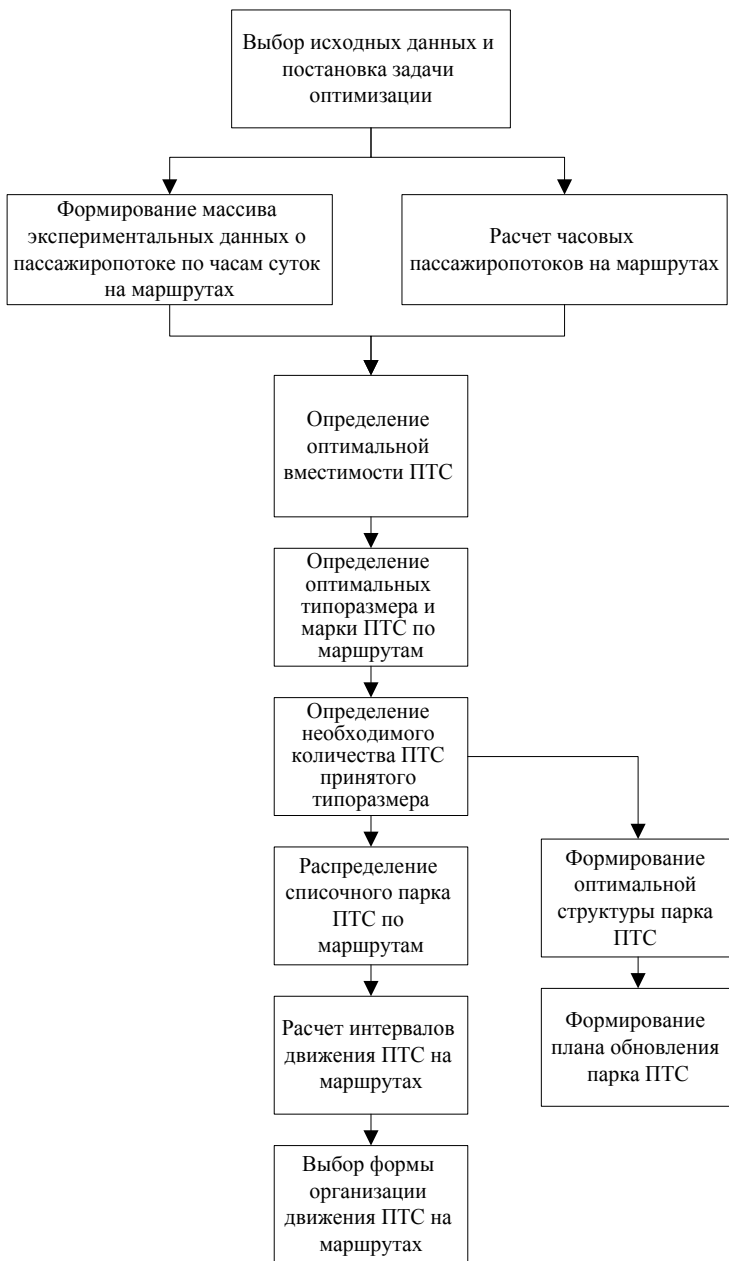 Выбор исходных данных и
постановка задачи
оптимизации
Формирование массива
экспериментальных данных о
пассажиропотоке по часам суток
на маршрутах
Расчет часовых
пассажиропотоков на маршрутах
Определение
оптимальной
вместимости ПТС
Определение
оптимальных
типоразмера и
марки ПТС по
маршрутам
Определение
необходимого
количества ПТС
принятого
типоразмера
Распределение
списочного парка
ПТС по
маршрутам
Формирование
оптимальной
структуры парка
ПТС
Расчет интервалов
движения ПТС на
маршрутах
Формирование
плана обновления
парка ПТС
Выбор формы
организации
движения ПТС на
маршрутах